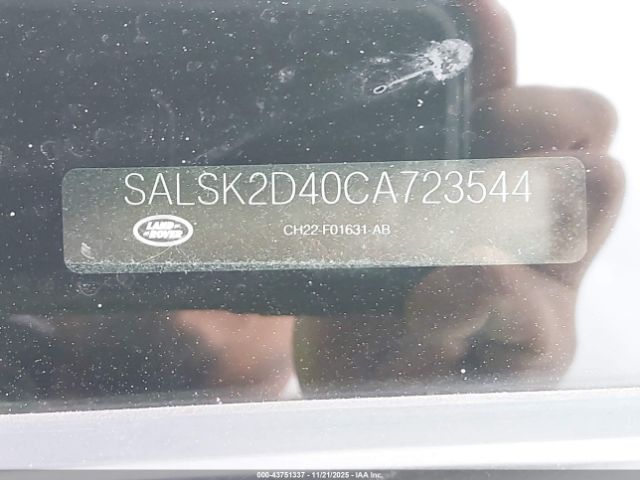 SALSK2D40CA723544
LAND
ROVER
CH22-F01631-AB
000-43751337 - 11/21/2025 - IAA Inc.